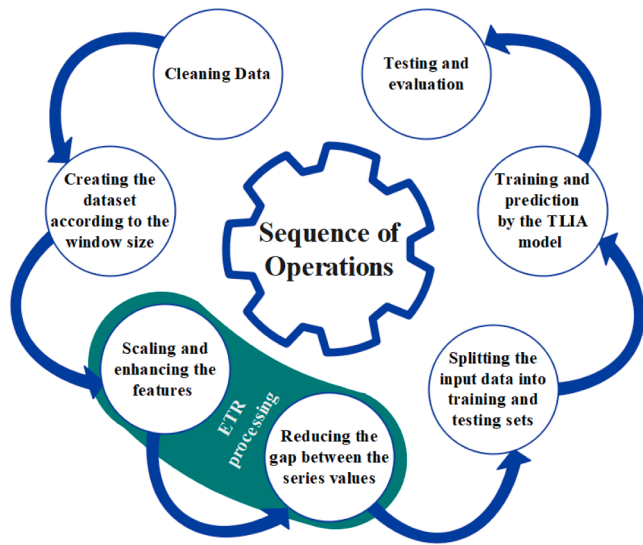 Cleaning Data
Creating the
dataset
according to the
window size
Scaling and
enhancing the
features
ETR
processing
Reducing the
gap between the
series values
Splitting the
input data into
training and
testing sets
Training and
prediction
by the TLIA
model
Testing and
evaluation
Sequence of
Operations